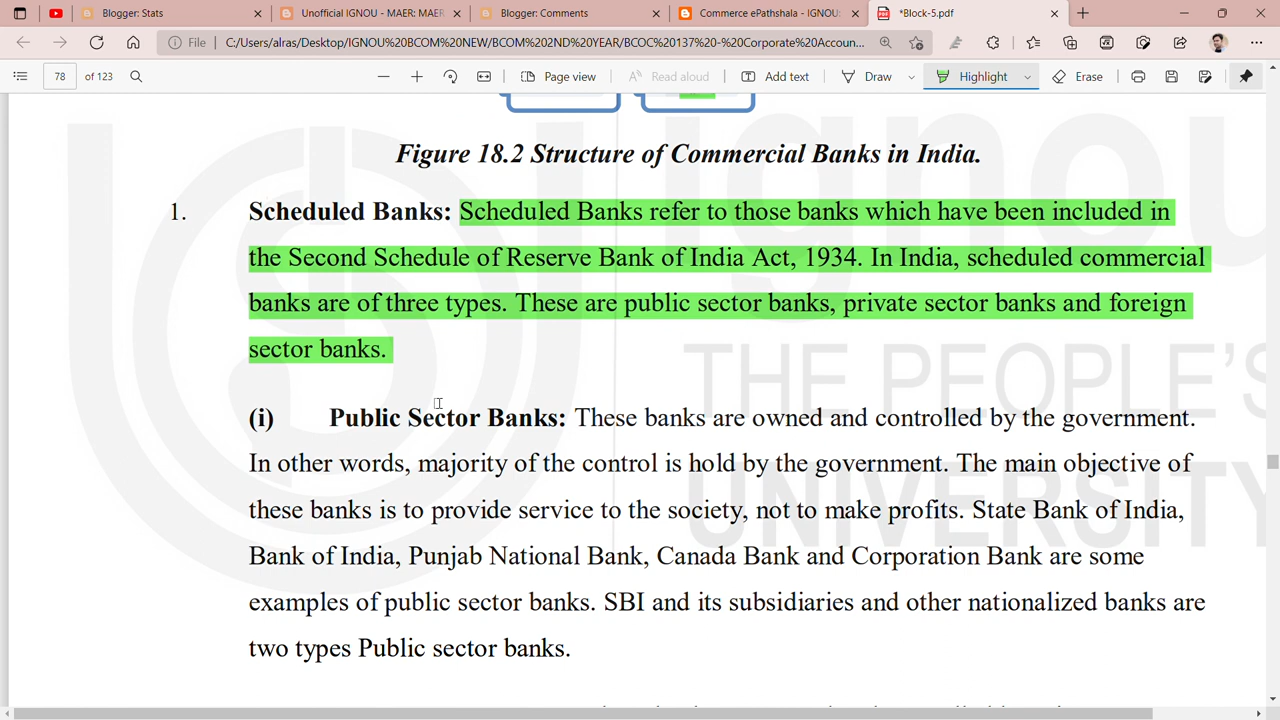 Blogger: Stats
Unofficial IGNOU - MAER: MAER
Blogger: Comments
Commerce ePathshala - IGNOU:
*Block-5.pdf
File
C:/Users/alras/Desktop/IGNOU%20BCOM%20NEW/BCOM%202ND%20YEAR/BCOC%20137%20-%20Corporate%20Accoun...
78 of 123
Page view
Read aloud
Add text
Draw
Highlight
Erase
Figure 18.2 Structure of Commercial Banks in India.
1. Scheduled Banks: Scheduled Banks refer to those banks which have been included in
the Second Schedule of Reserve Bank of India Act, 1934. In India, scheduled commercial
banks are of three types. These are public sector banks, private sector banks and foreign
sector banks.
(i) Public Sector Banks: These banks are owned and controlled by the government.
In other words, majority of the control is hold by the government. The main objective of
these banks is to provide service to the society, not to make profits. State Bank of India,
Bank of India, Punjab National Bank, Canada Bank and Corporation Bank are some
examples of public sector banks. SBI and its subsidiaries and other nationalized banks are
two types Public sector banks.
ignou
THE PEOPLE'S
UNIVERSITY